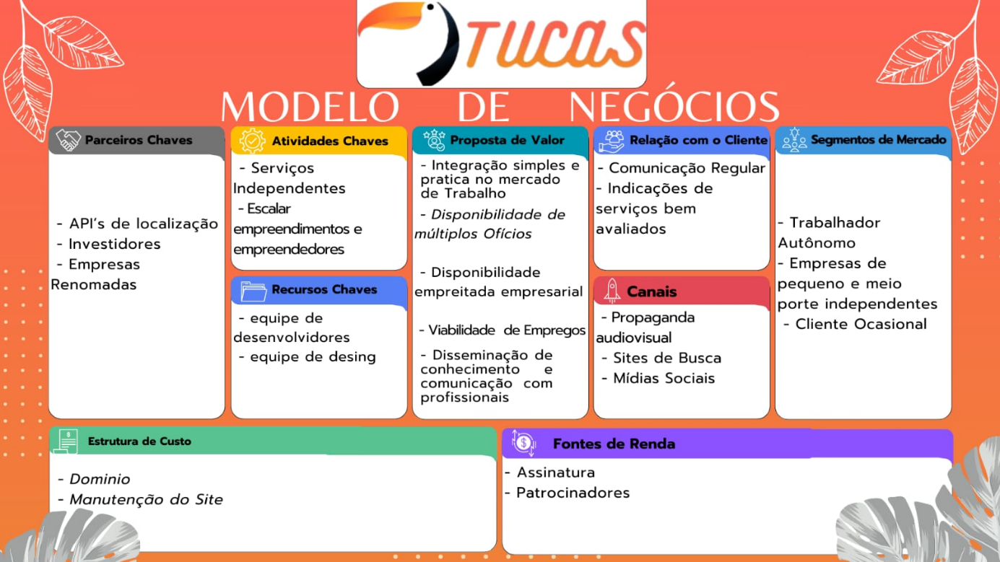 TUCAS
MODELO DE NEGÓCIOS
Parceiros Chaves
- API's de localização
- Investidores
- Empresas
Renomadas
Atividades Chaves
- Serviços
Independentes
- Escalar
empreendimentos e
empreendedores
Recursos Chaves
- equipe de
desenvolvidores
- equipe de desing
Proposta de Valor
- Integração simples e
pratica no mercado
de Trabalho
- Disponibilidade de
múltiplos Ofícios
- Disponibilidade
empreitada empresarial
- Viabilidade de Empregos
- Disseminação de
conhecimento e
comunicação com
profissionais
Relação com o Cliente
- Comunicação Regular
- Indicações de
serviços bem
avaliados
Canais
- Propaganda
audiovisual
- Sites de Busca
- Mídias Sociais
Segmentos de Mercado
- Trabalhador
Autônomo
- Empresas de
pequeno e meio
porte independentes
- Cliente Ocasional
Estrutura de Custo
- Dominio
- Manutenção do Site
Fontes de Renda
- Assinatura
- Patrocinadores